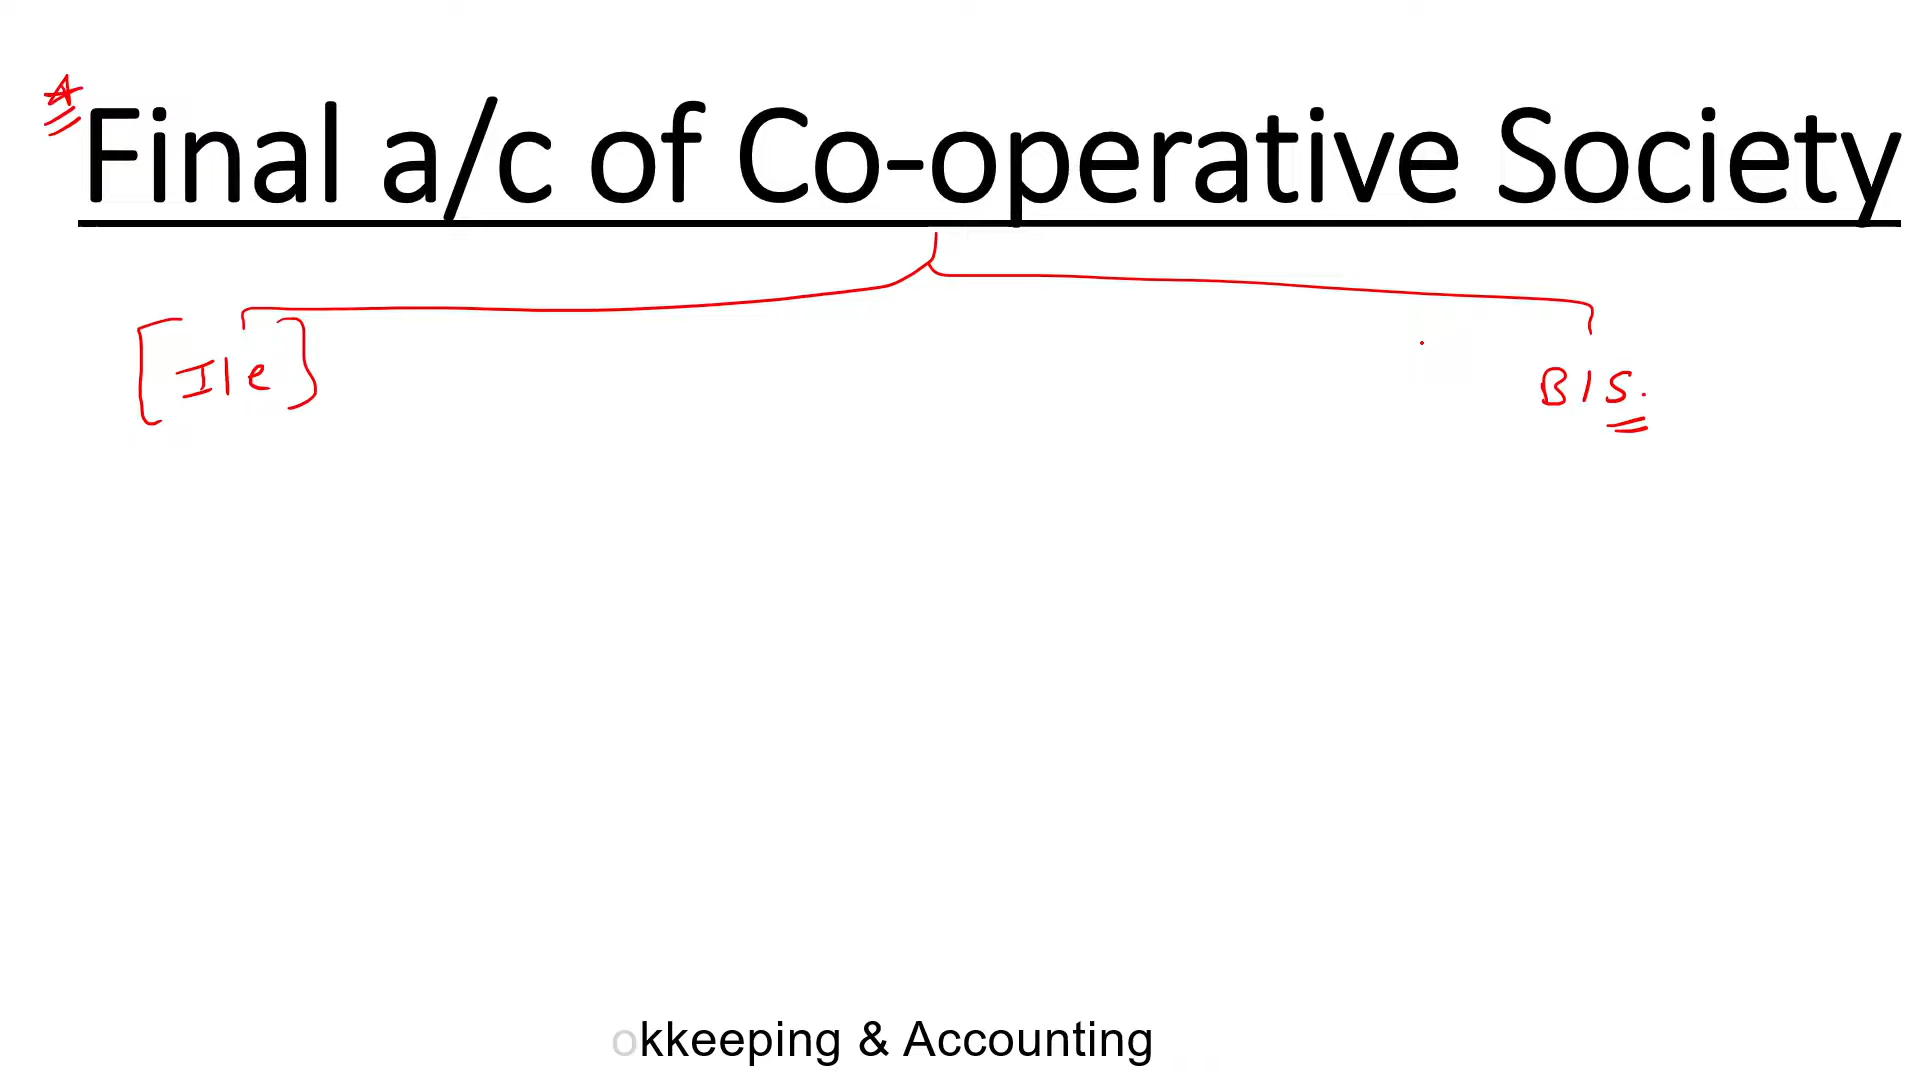 Final a/c of Co-operative Society
I/e
B/S.
okkeeping & Accounting